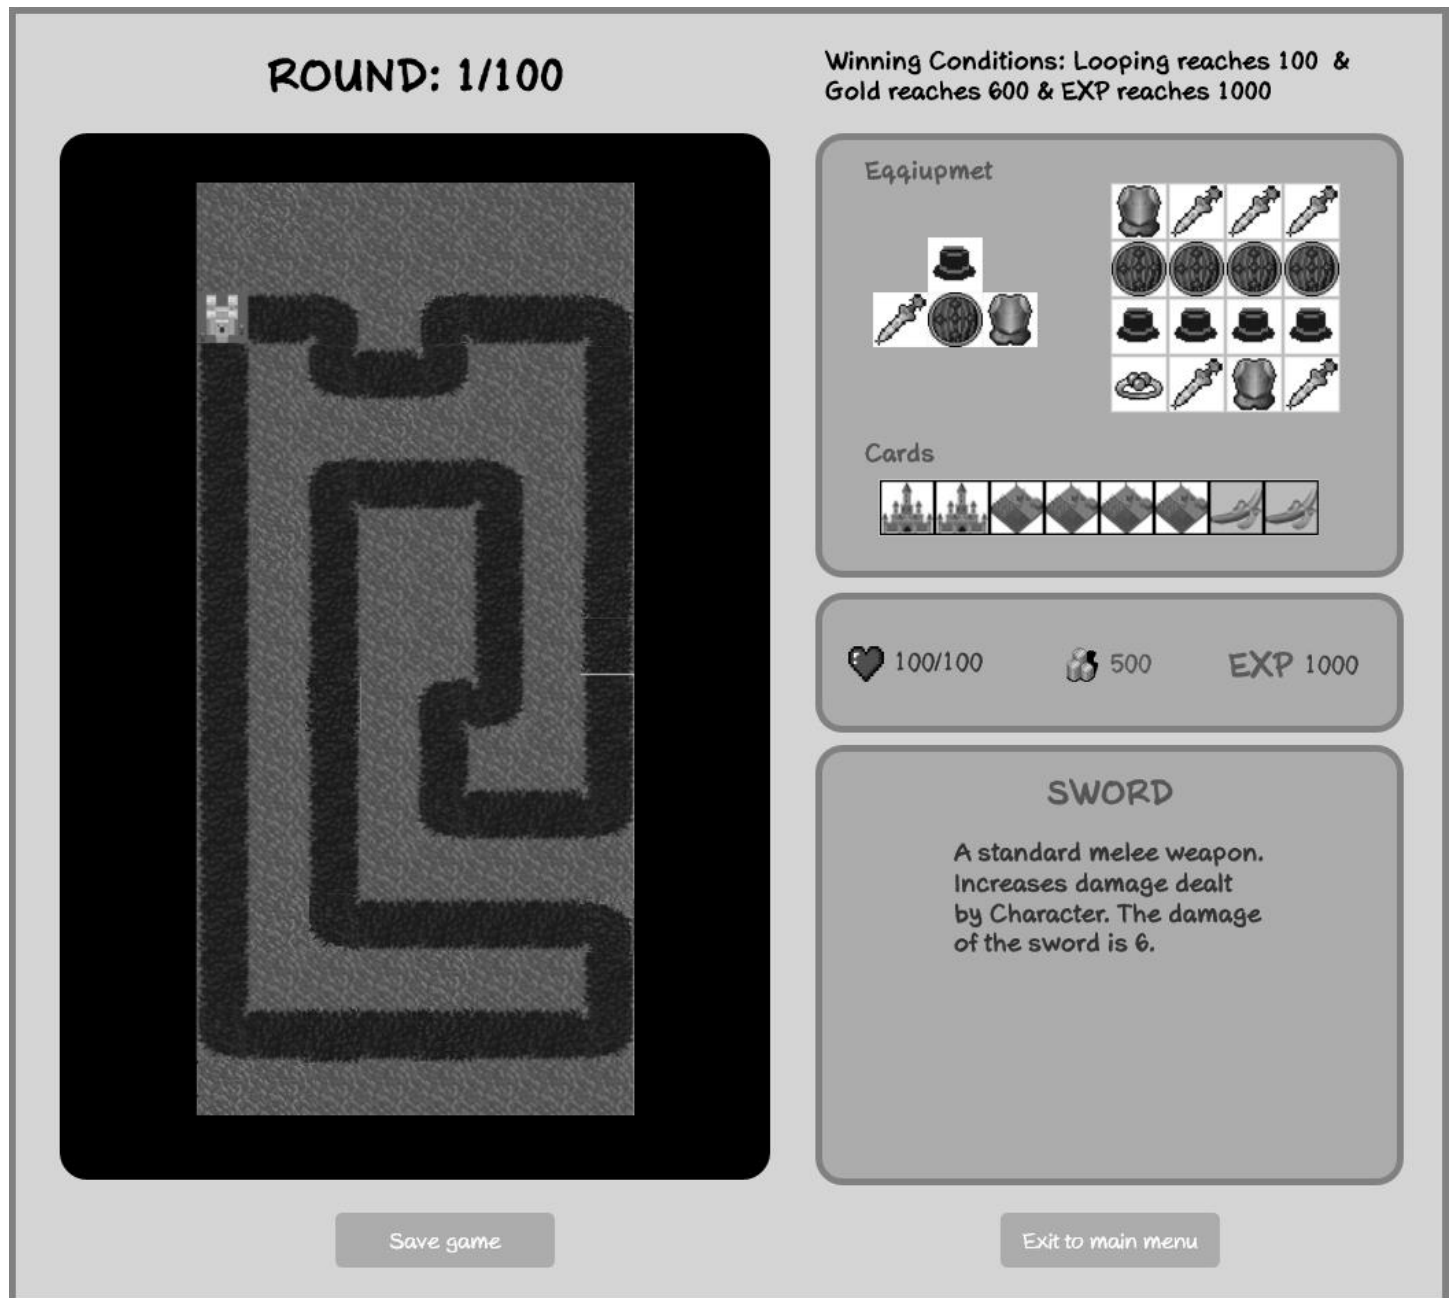 ROUND: 1/100
Winning Conditions: Looping reaches 100 &
Gold reaches 600 & EXP reaches 1000
Eqqiupmet
Cards
100/100
500
EXP 1000
SWORD
A standard melee weapon.
Increases damage dealt
by Character. The damage
of the sword is 6.
Save game
Exit to main menu